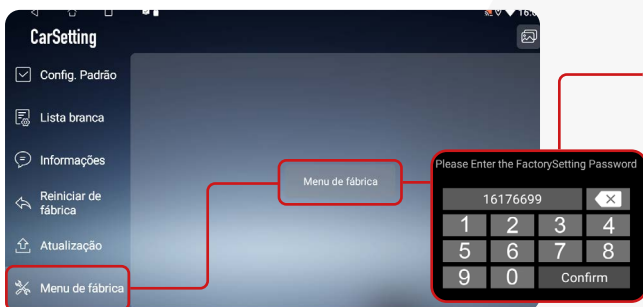 CarSetting
Config. Padrão
Lista branca
Informações
Reiniciar de
fábrica
Atualização
Menu de fábrica
Menu de fábrica
Please Enter the FactorySetting Password
16176699
1 2 3 4
5 6 7 8
9 0 Confirm